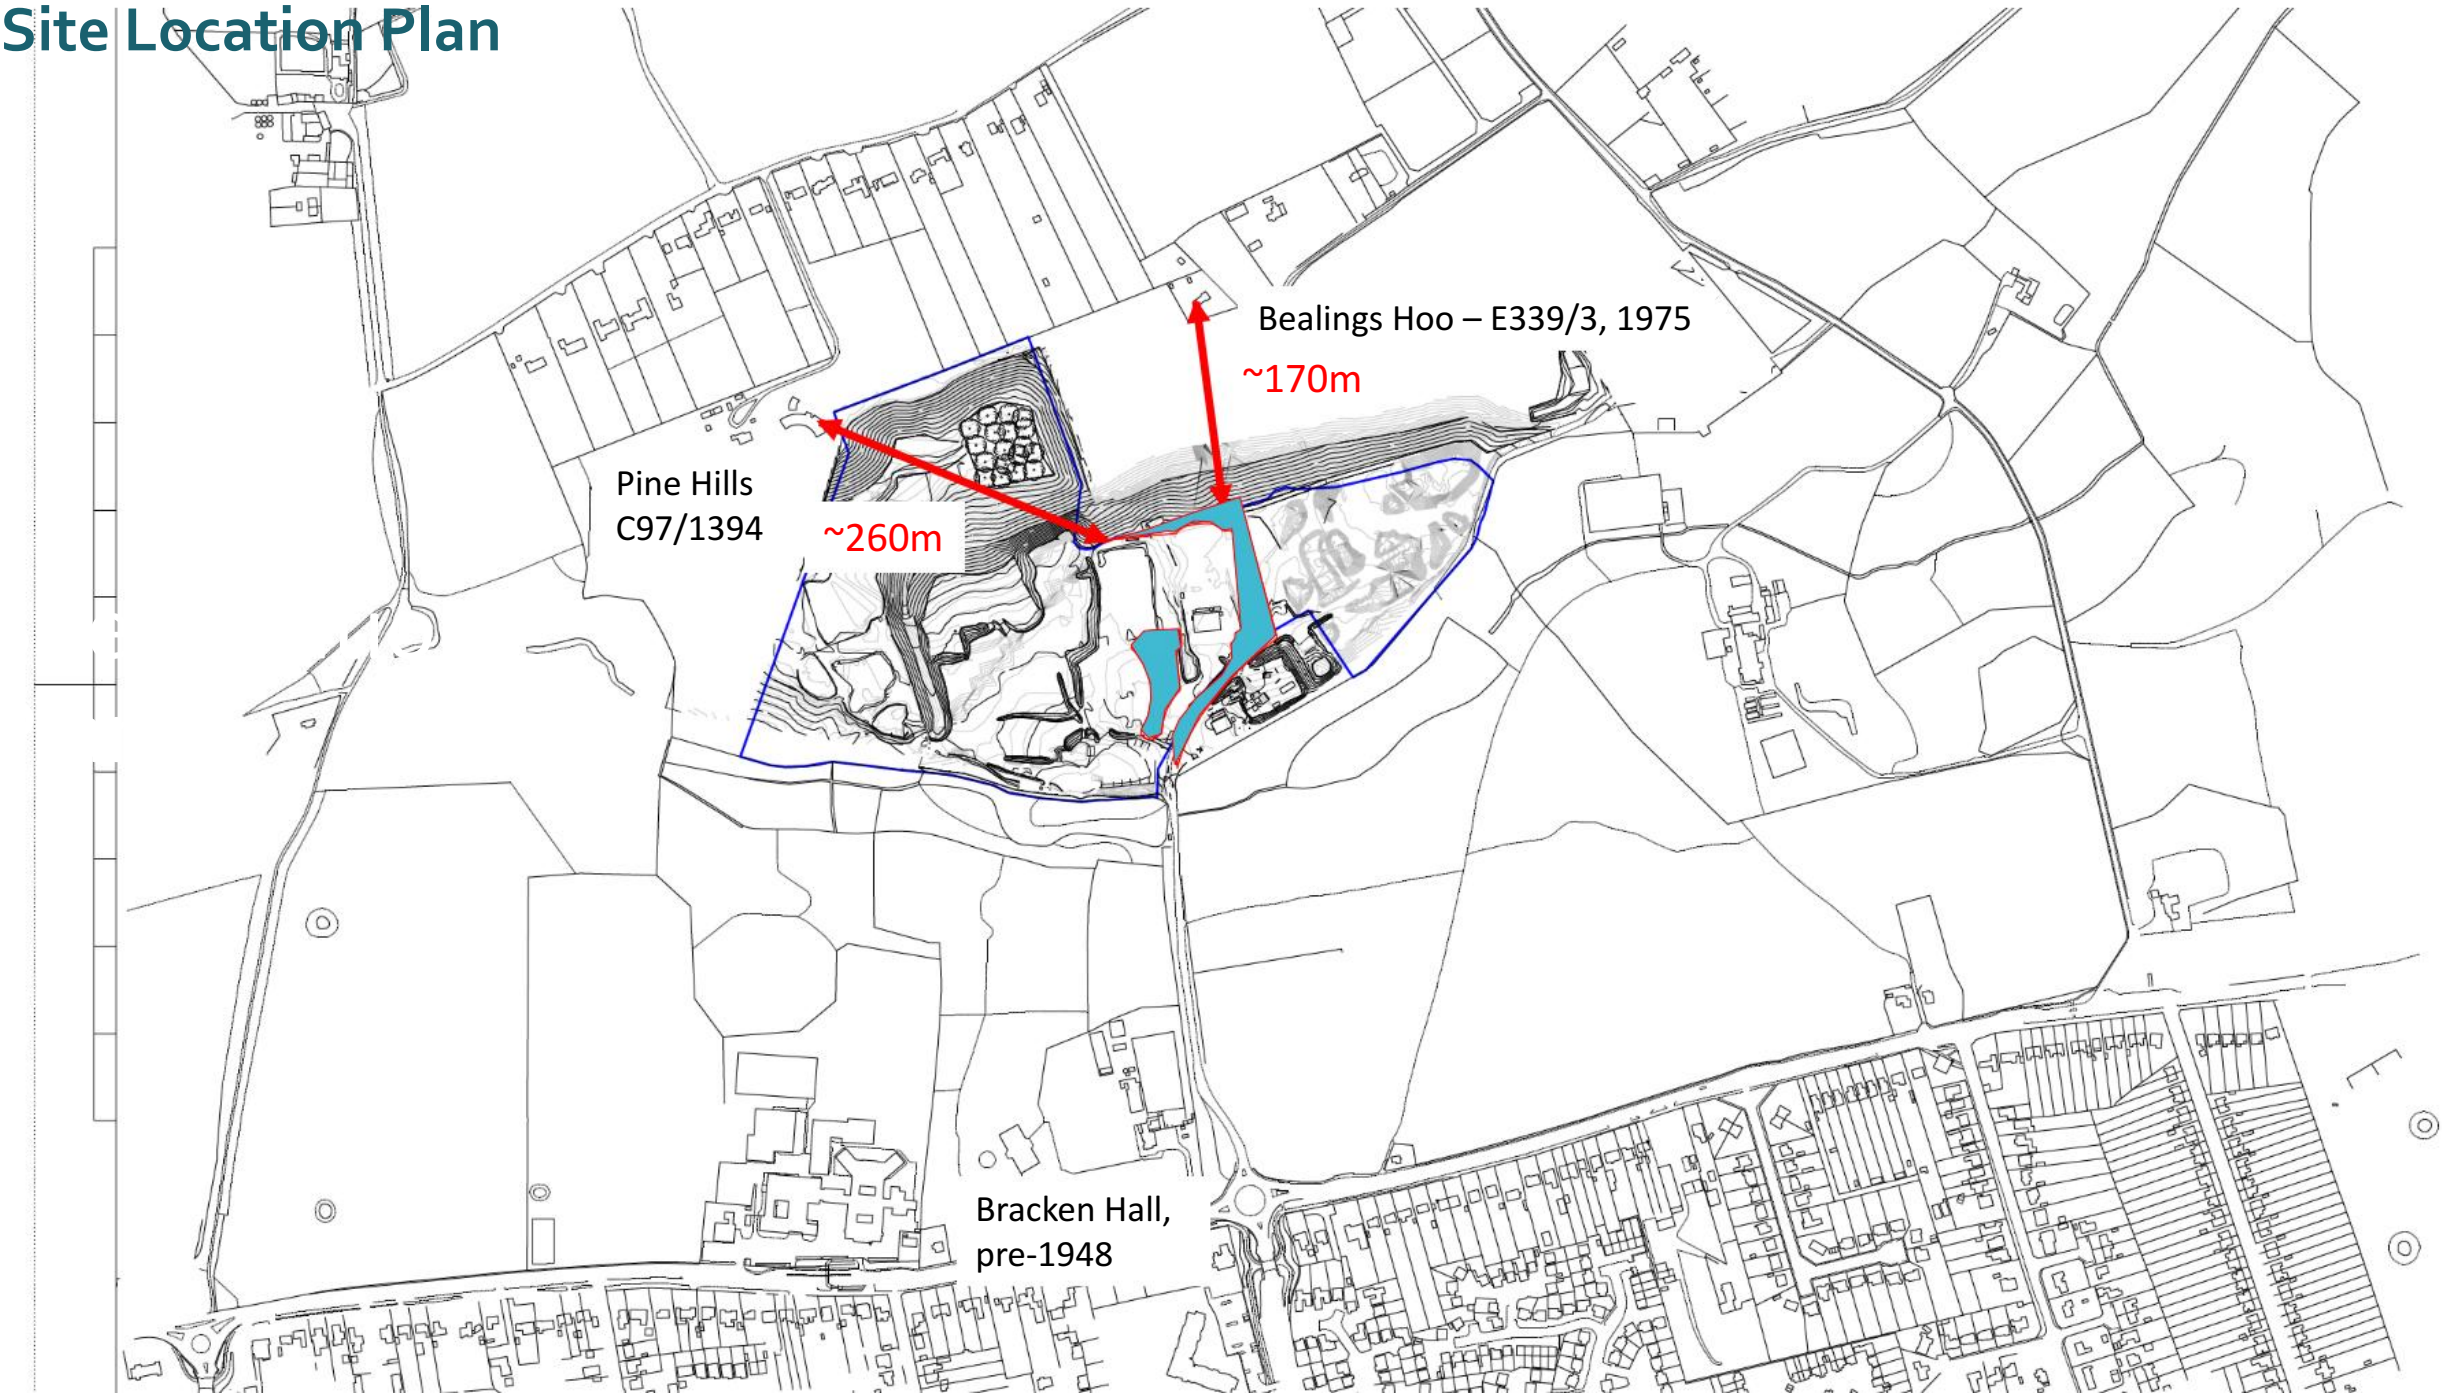 Site Location Plan
Bealings Hoo – E339/3, 1975
~170m
Pine Hills
C97/1394
~260m
Bracken Hall,
pre-1948